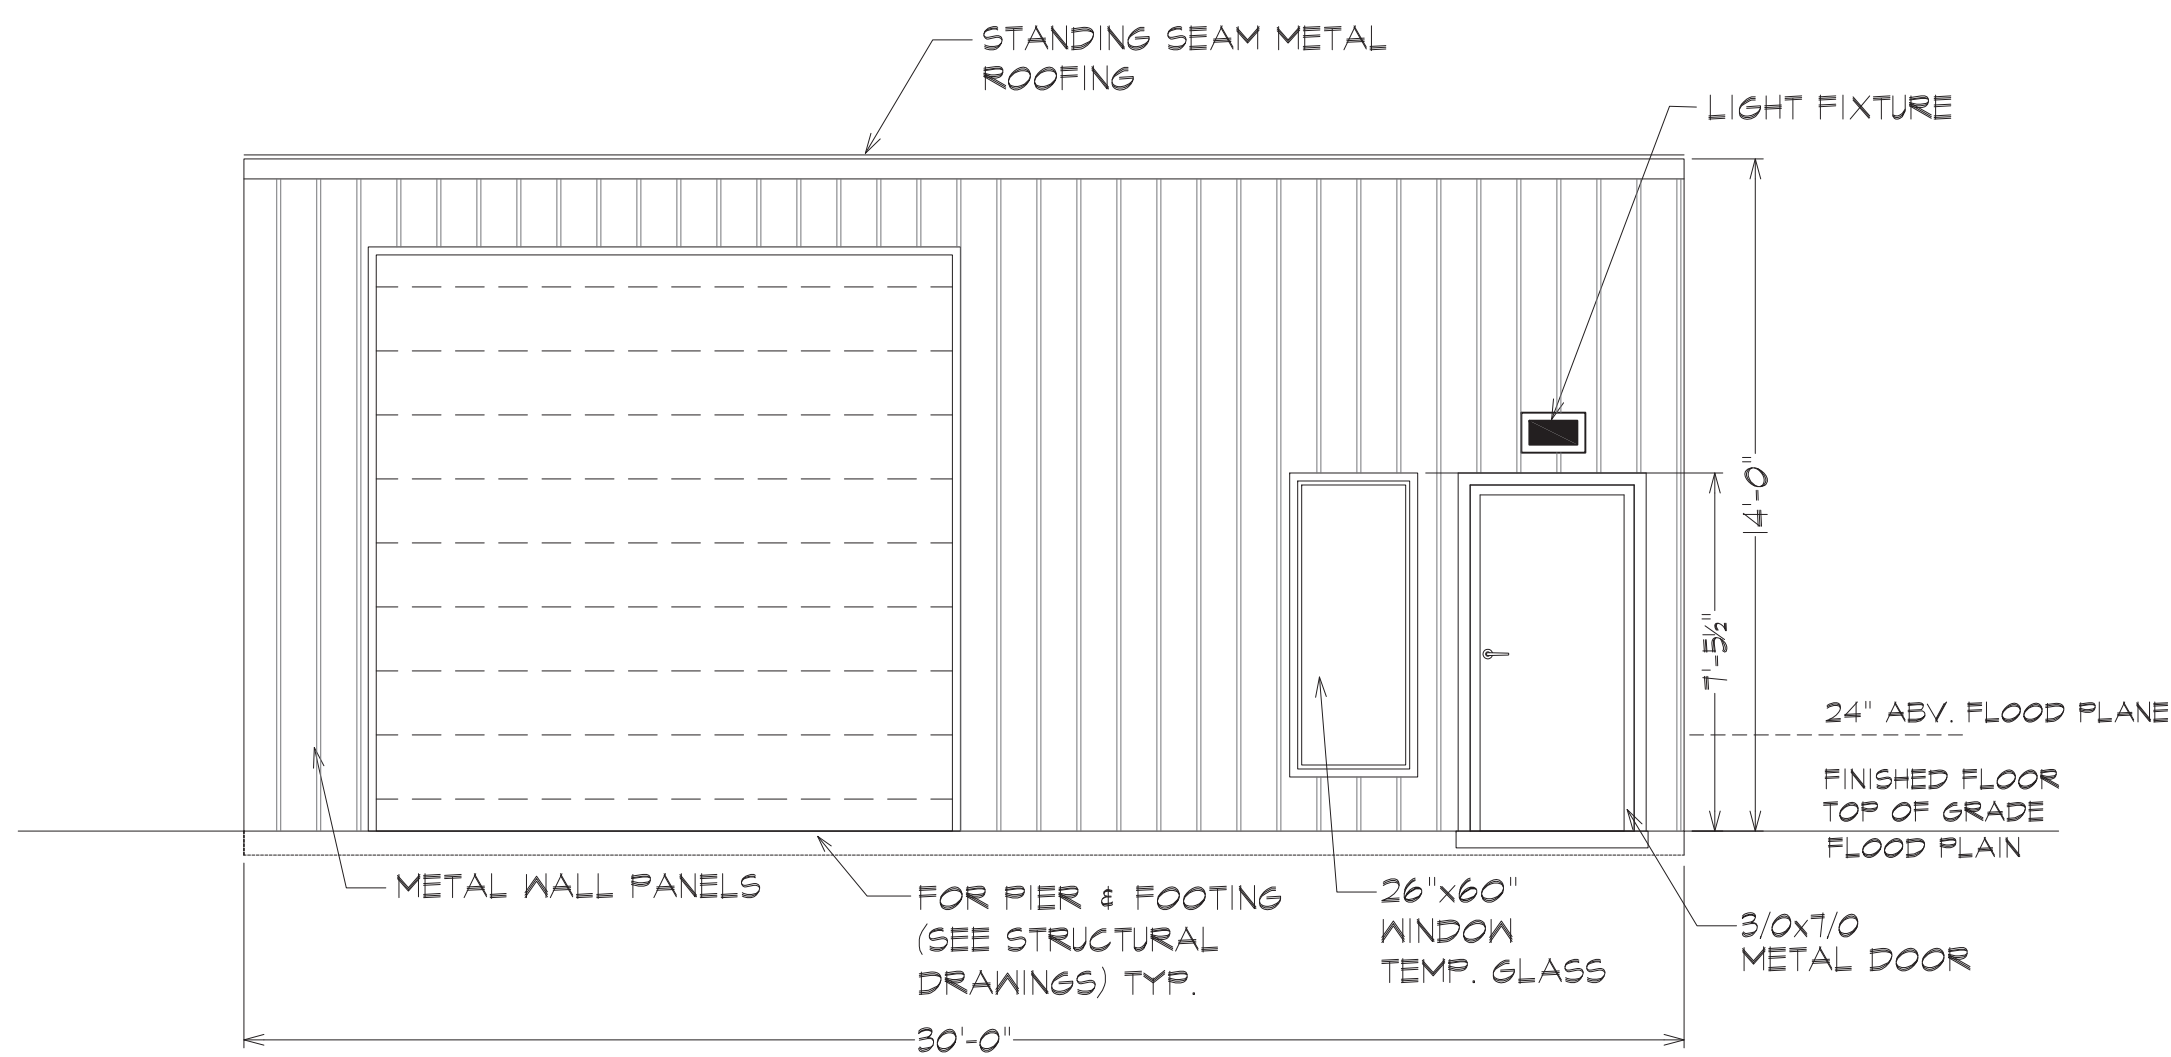 STANDING SEAM METAL
ROOFING
LIGHT FIXTURE
14'-0"
7'-5½"
24" ABV. FLOOD PLANE
FINISHED FLOOR
TOP OF GRADE
FLOOD PLAIN
METAL WALL PANELS
FOR PIER & FOOTING
(SEE STRUCTURAL
DRAWINGS) TYP.
26"x60"
WINDOW
TEMP. GLASS
3/0x7/0
METAL DOOR
30'-0"